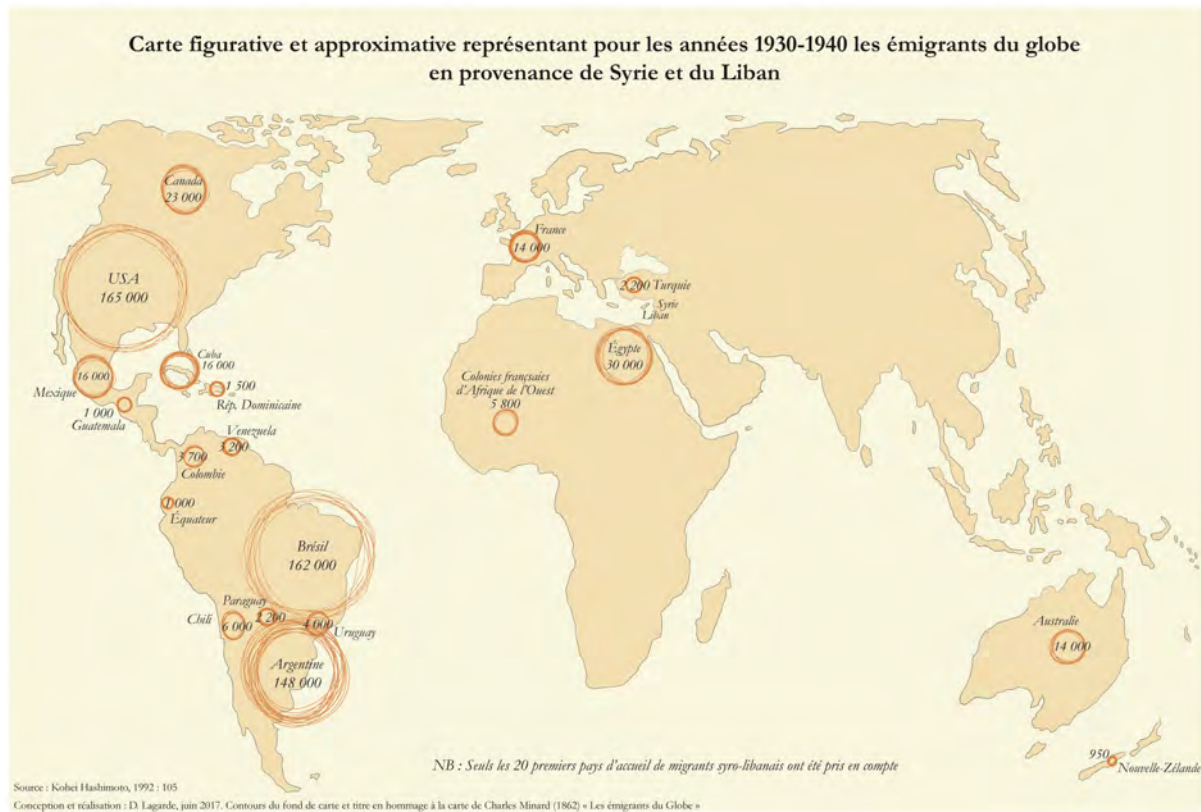 Carte figurative et approximative représentant pour les années 1930-1940 les émigrants du globe
en provenance de Syrie et du Liban
Canada
23 000
USA
165 000
France
14 000
2 200 Turquie
Syrie
Liban
Cuba
16 000
16 000
Mexique
1 500
Rép. Dominicaine
1 000
Guatemala
Égypte
30 000
Colonies françsaies
d'Afrique de l'Ouest
5 800
Venezuela
3 200
3 700
Colombie
1 000
Équateur
Brésil
162 000
Paraguay
2 200
Chili
6 000
4 000
Uruguay
Argentine
148 000
Australie
14 000
950
Nouvelle-Zélande
NB : Seuls les 20 premiers pays d'accueil de migrants syro-libanais ont été pris en compte
Source : Kohei Hashimoto, 1992 : 105
Conception et réalisation : D. Lagarde, juin 2017. Contours du fond de carte et titre en hommage à la carte de Charles Minard (1862) « Les émigrants du Globe »